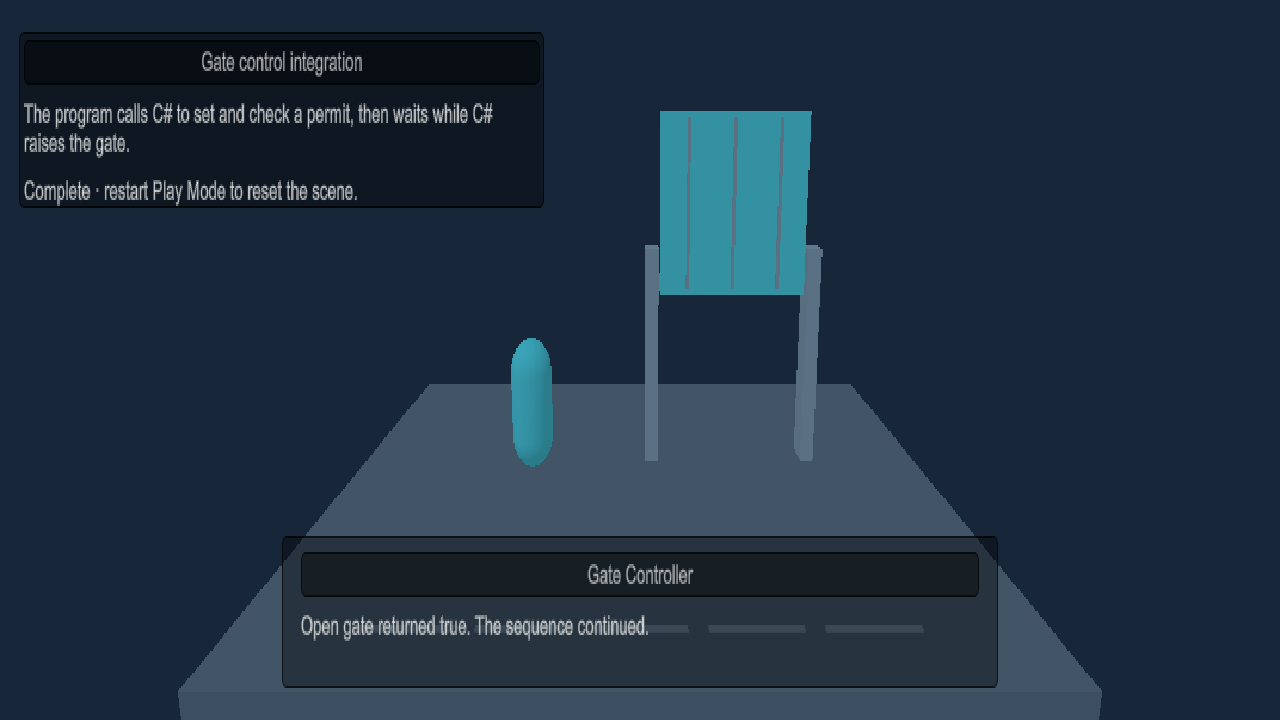 Gate control integration
The program calls C# to set and check a permit, then waits while C#
raises the gate.
Complete · restart Play Mode to reset the scene.
Gate Controller
Open gate returned true. The sequence continued.